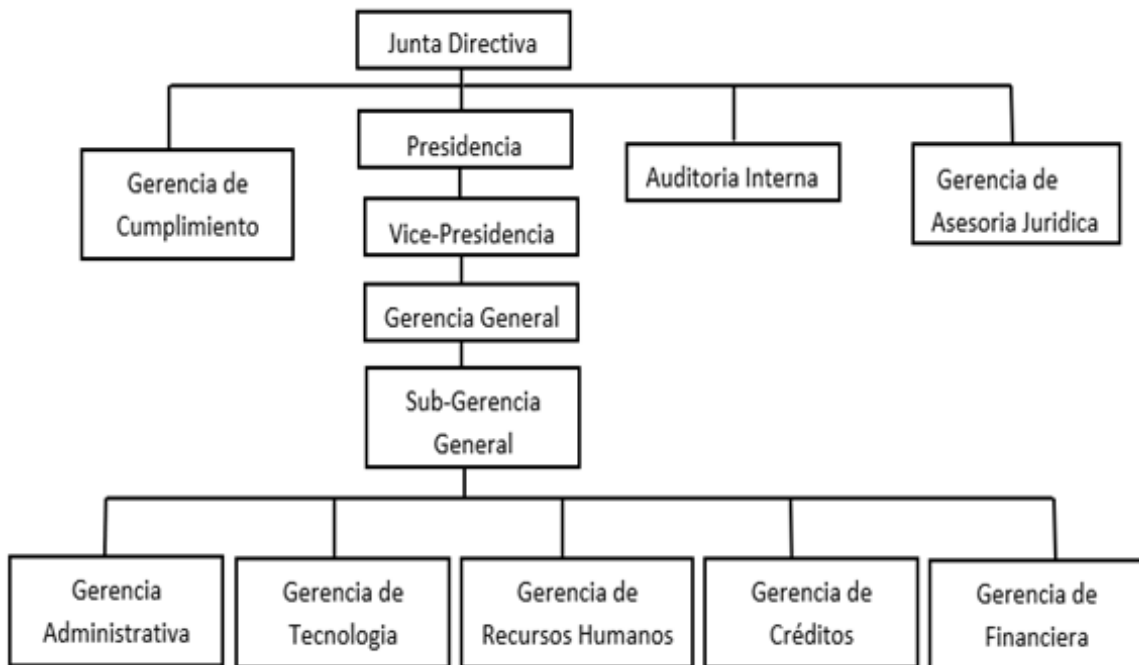 Junta Directiva
Gerencia de
Cumplimiento
Presidencia
Auditoria Interna
Gerencia de
Asesoria Juridica
Vice-Presidencia
Gerencia General
Sub-Gerencia
General
Gerencia
Administrativa
Gerencia de
Tecnologia
Gerencia de
Recursos Humanos
Gerencia de
Créditos
Gerencia de
Financiera